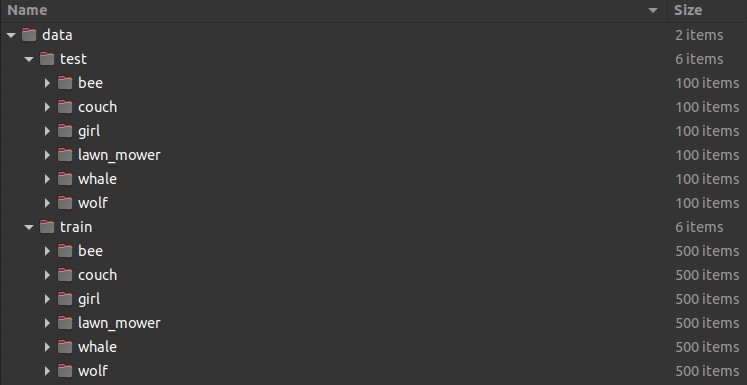 Name Size
data 2 items
test 6 items
bee 100 items
couch 100 items
girl 100 items
lawn_mower 100 items
whale 100 items
wolf 100 items
train 6 items
bee 500 items
couch 500 items
girl 500 items
lawn_mower 500 items
whale 500 items
wolf 500 items